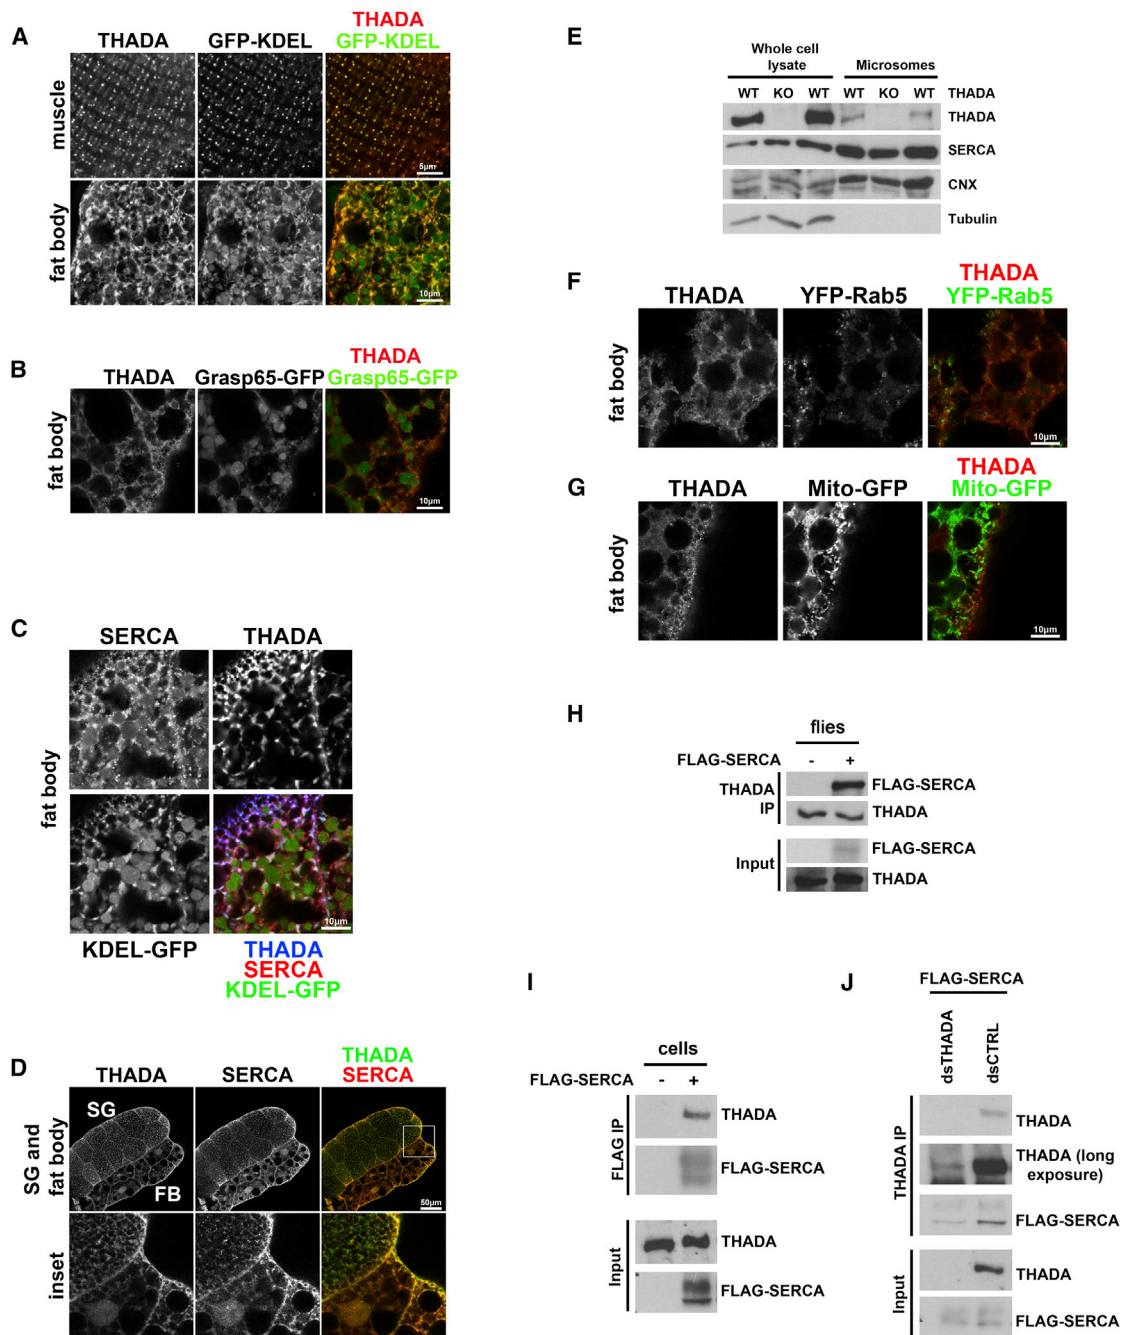 A
THADA GFP-KDEL THADA
GFP-KDEL
muscle
5µm
fat body
10µm
B
THADA Grasp65-GFP THADA
Grasp65-GFP
fat body
10µm
C
SERCA THADA
fat body
10µm
KDEL-GFP THADA
SERCA
KDEL-GFP
D
THADA SERCA THADA
SERCA
SG and
fat body
SG
FB
50µm
inset
E
Whole cell
lysate Microsomes
WT KO WT WT KO WT THADA
THADA
SERCA
CNX
Tubulin
F
THADA YFP-Rab5 THADA
YFP-Rab5
fat body
10µm
G
THADA Mito-GFP THADA
Mito-GFP
fat body
10µm
H
flies
FLAG-SERCA - +
THADA
IP
FLAG-SERCA
THADA
Input
FLAG-SERCA
THADA
I
cells
FLAG-SERCA - +
FLAG IP
THADA
FLAG-SERCA
Input
THADA
FLAG-SERCA
J
FLAG-SERCA
dsTHADA
dsCTRL
THADA IP
THADA
THADA (long
exposure)
FLAG-SERCA
Input
THADA
FLAG-SERCA